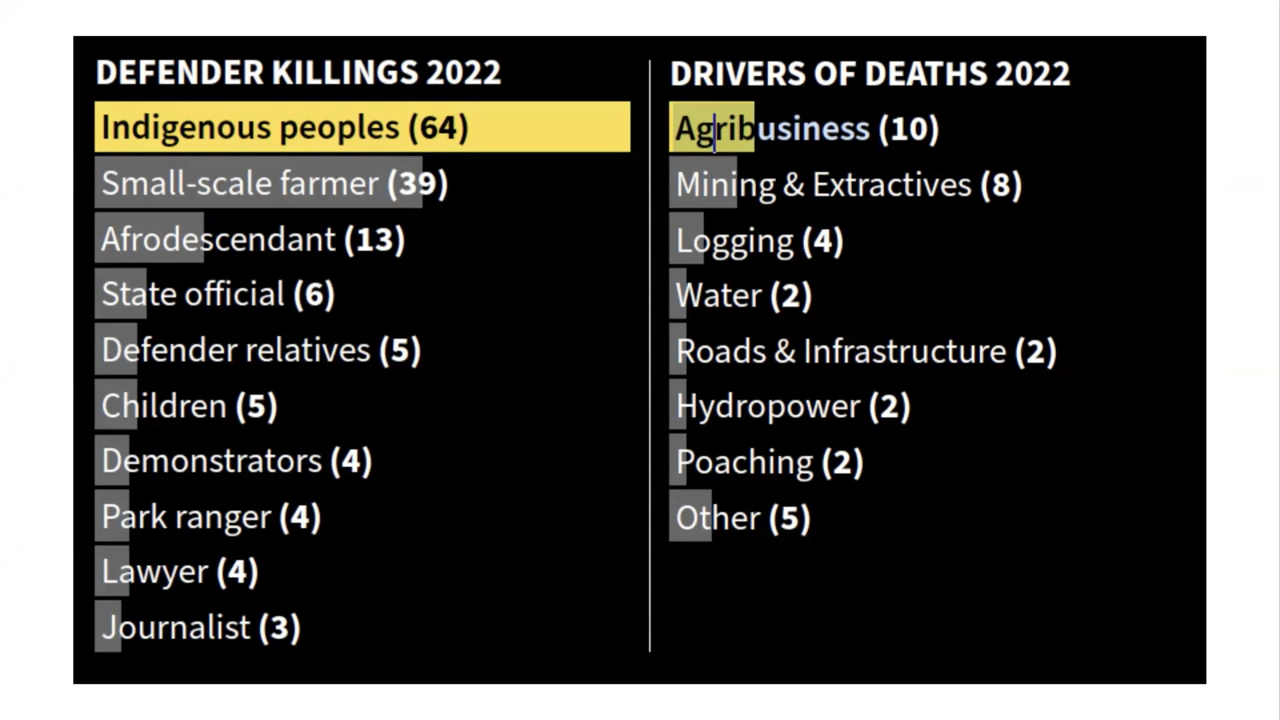 DEFENDER KILLINGS 2022
Indigenous peoples (64)
Small-scale farmer (39)
Afrodescendant (13)
State official (6)
Defender relatives (5)
Children (5)
Demonstrators (4)
Park ranger (4)
Lawyer (4)
Journalist (3)
DRIVERS OF DEATHS 2022
Agribusiness (10)
Mining & Extractives (8)
Logging (4)
Water (2)
Roads & Infrastructure (2)
Hydropower (2)
Poaching (2)
Other (5)